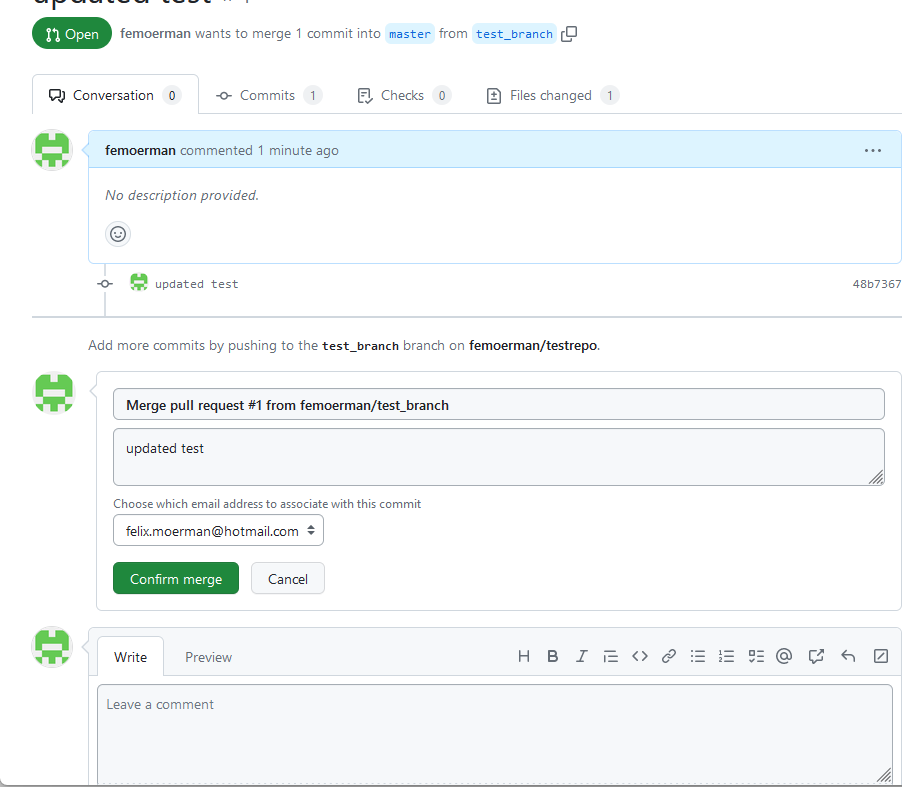 updated test #1
Open femoerman wants to merge 1 commit into master from test_branch
Conversation 0 Commits 1 Checks 0 Files changed 1
femoerman commented 1 minute ago
No description provided.
updated test 48b7367
Add more commits by pushing to the test_branch branch on femoerman/testrepo.
Merge pull request #1 from femoerman/test_branch
updated test
Choose which email address to associate with this commit
felix.moerman@hotmail.com
Confirm merge Cancel
Write Preview
Leave a comment